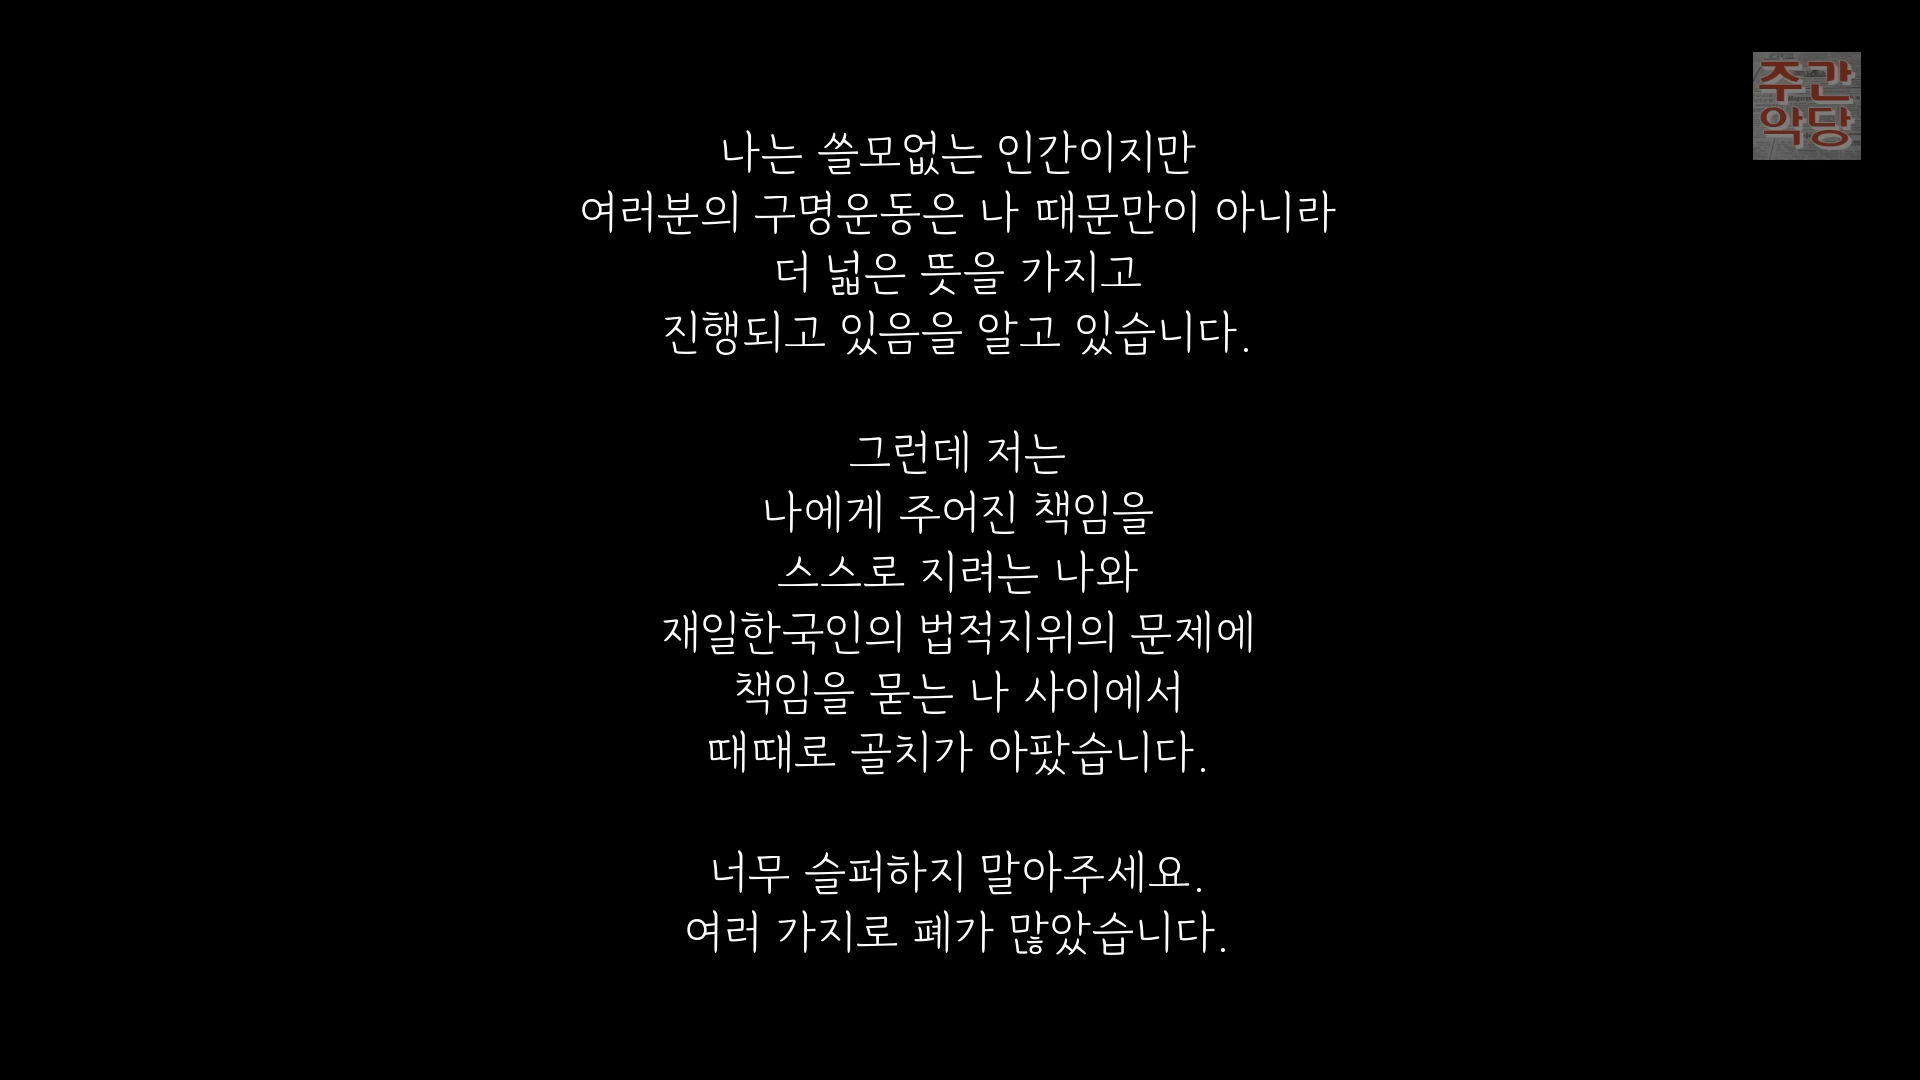 주간
악당
나는 쓸모없는 인간이지만
여러분의 구명운동은 나 때문만이 아니라
더 넓은 뜻을 가지고
진행되고 있음을 알고 있습니다.
그런데 저는
나에게 주어진 책임을
스스로 지려는 나와
재일한국인의 법적지위의 문제에
책임을 묻는 나 사이에서
때때로 골치가 아팠습니다.
너무 슬퍼하지 말아주세요.
여러 가지로 폐가 많았습니다.